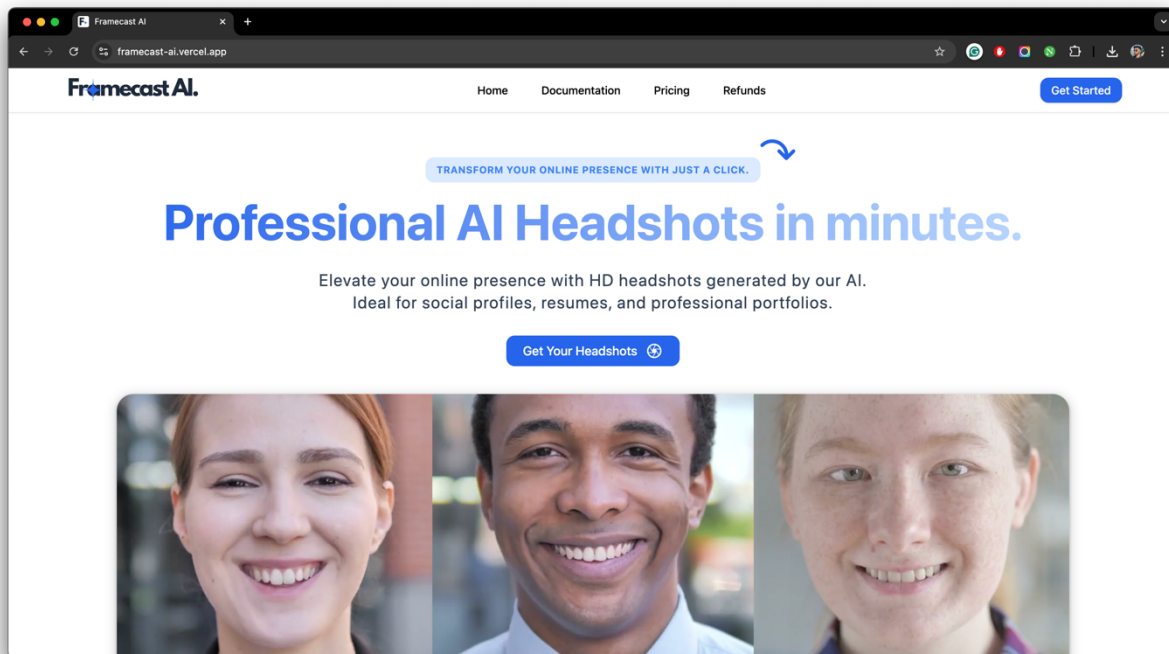 Framecast AI
framecast-ai.vercel.app
Framecast AI.
Home
Documentation
Pricing
Refunds
Get Started
TRANSFORM YOUR ONLINE PRESENCE WITH JUST A CLICK.
Professional AI Headshots in minutes.
Elevate your online presence with HD headshots generated by our AI.
Ideal for social profiles, resumes, and professional portfolios.
Get Your Headshots